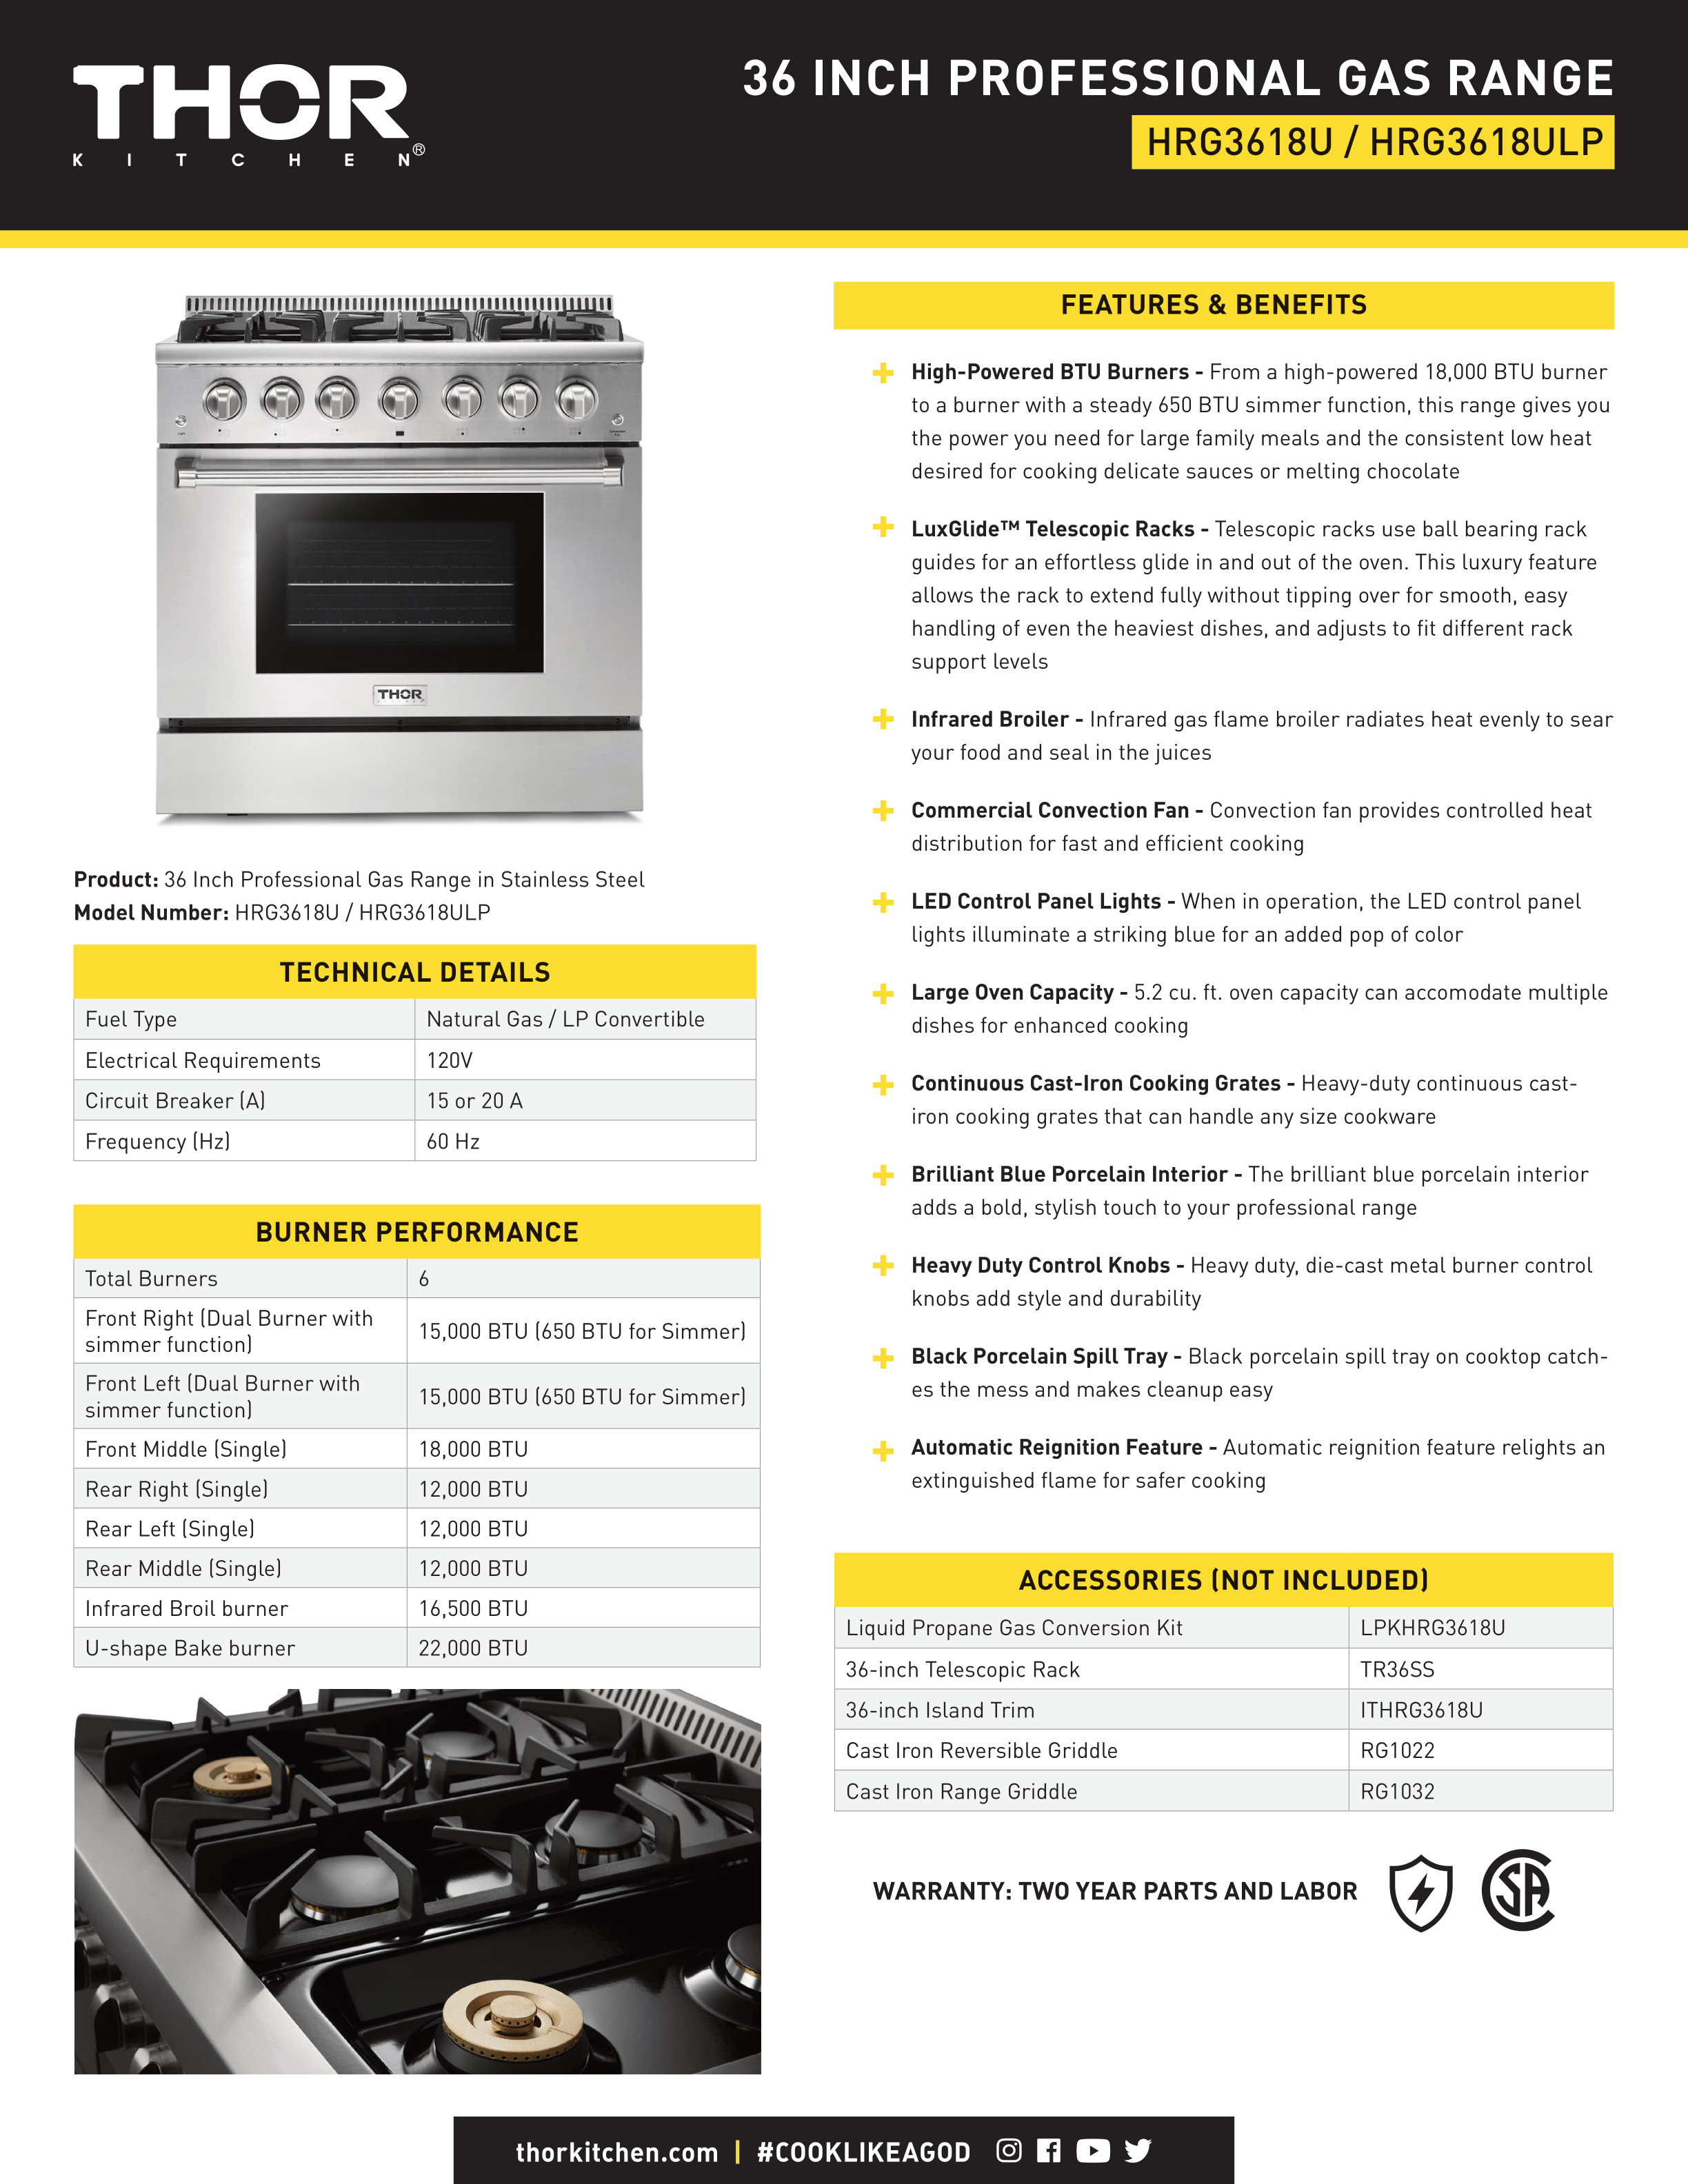 THOR
KITCHEN®
36 INCH PROFESSIONAL GAS RANGE
HRG3618U / HRG3618ULP
THOR
Product: 36 Inch Professional Gas Range in Stainless Steel
Model Number: HRG3618U / HRG3618ULP
TECHNICAL DETAILS
Fuel Type Natural Gas / LP Convertible
Electrical Requirements 120V
Circuit Breaker (A) 15 or 20 A
Frequency (Hz) 60 Hz
BURNER PERFORMANCE
Total Burners 6
Front Right (Dual Burner with
simmer function) 15,000 BTU (650 BTU for Simmer)
Front Left (Dual Burner with
simmer function) 15,000 BTU (650 BTU for Simmer)
Front Middle (Single) 18,000 BTU
Rear Right (Single) 12,000 BTU
Rear Left (Single) 12,000 BTU
Rear Middle (Single) 12,000 BTU
Infrared Broil burner 16,500 BTU
U-shape Bake burner 22,000 BTU
FEATURES & BENEFITS
High-Powered BTU Burners - From a high-powered 18,000 BTU burner
to a burner with a steady 650 BTU simmer function, this range gives you
the power you need for large family meals and the consistent low heat
desired for cooking delicate sauces or melting chocolate
LuxGlide™ Telescopic Racks - Telescopic racks use ball bearing rack
guides for an effortless glide in and out of the oven. This luxury feature
allows the rack to extend fully without tipping over for smooth, easy
handling of even the heaviest dishes, and adjusts to fit different rack
support levels
Infrared Broiler - Infrared gas flame broiler radiates heat evenly to sear
your food and seal in the juices
Commercial Convection Fan - Convection fan provides controlled heat
distribution for fast and efficient cooking
LED Control Panel Lights - When in operation, the LED control panel
lights illuminate a striking blue for an added pop of color
Large Oven Capacity - 5.2 cu. ft. oven capacity can accomodate multiple
dishes for enhanced cooking
Continuous Cast-Iron Cooking Grates - Heavy-duty continuous cast-
iron cooking grates that can handle any size cookware
Brilliant Blue Porcelain Interior - The brilliant blue porcelain interior
adds a bold, stylish touch to your professional range
Heavy Duty Control Knobs - Heavy duty, die-cast metal burner control
knobs add style and durability
Black Porcelain Spill Tray - Black porcelain spill tray on cooktop catch-
es the mess and makes cleanup easy
Automatic Reignition Feature - Automatic reignition feature relights an
extinguished flame for safer cooking
ACCESSORIES (NOT INCLUDED)
Liquid Propane Gas Conversion Kit LPKHRG3618U
36-inch Telescopic Rack TR36SS
36-inch Island Trim ITHRG3618U
Cast Iron Reversible Griddle RG1022
Cast Iron Range Griddle RG1032
WARRANTY: TWO YEAR PARTS AND LABOR
CSA
thorkitchen.com | #COOKLIKEAGOD